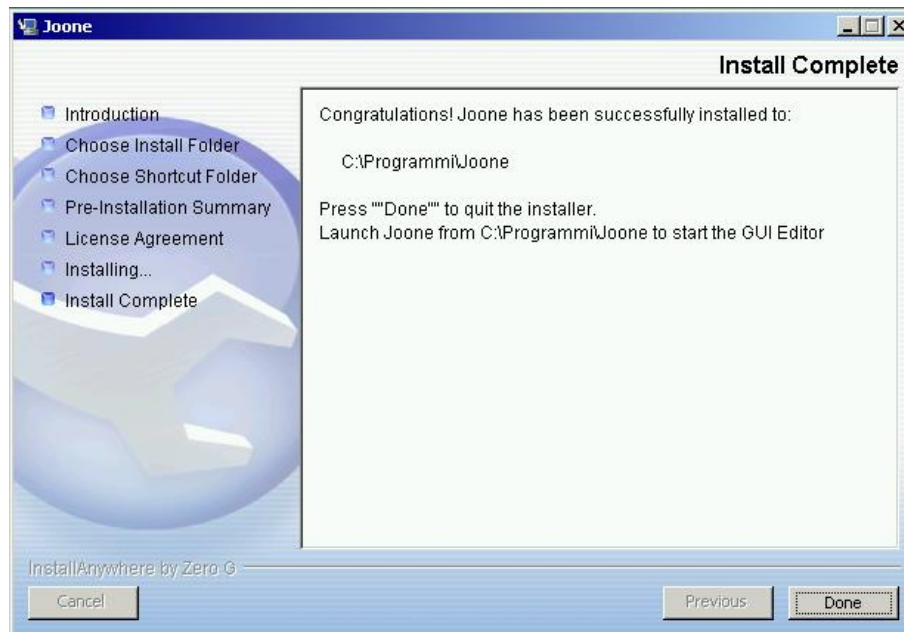 Joone
Install Complete
Introduction
Choose Install Folder
Choose Shortcut Folder
Pre-Installation Summary
License Agreement
Installing...
Install Complete
Congratulations! Joone has been successfully installed to:
C:\Programmi\Joone
Press ""Done"" to quit the installer.
Launch Joone from C:\Programmi\Joone to start the GUI Editor
InstallAnywhere by Zero G
Cancel
Previous
Done